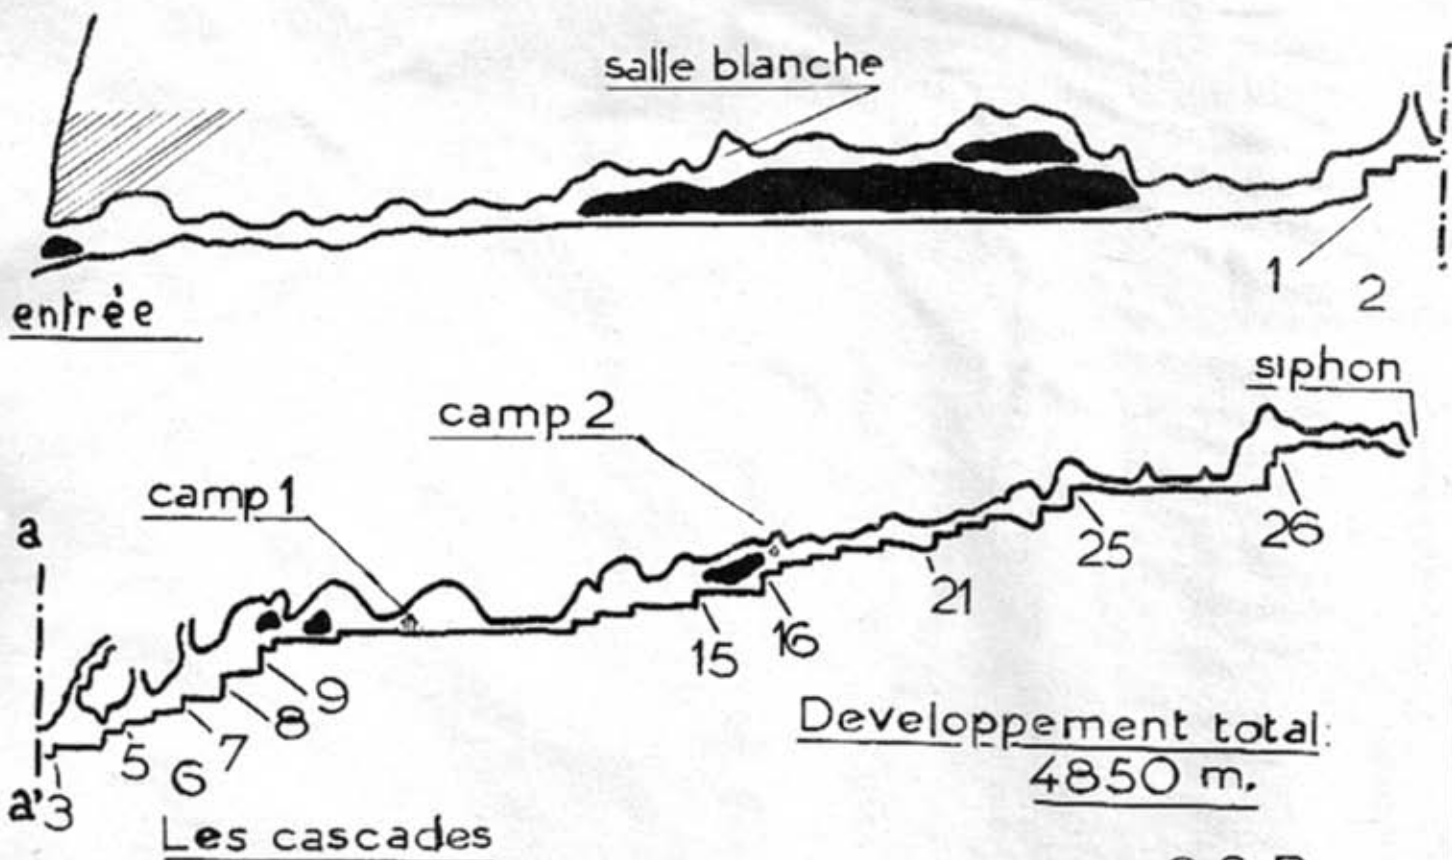 salle blanche
entrée
1
2
siphon
camp 2
camp 1
a
26
25
21
16
15
9
8
7
6
5
a' 3
Developpement total:
4850 m.
Les cascades